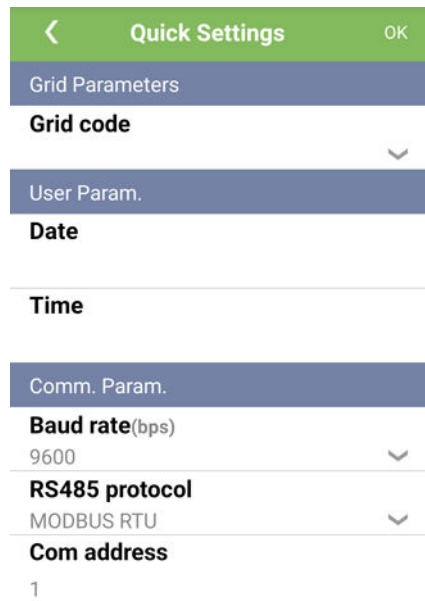 Quick Settings OK
Grid Parameters
Grid code
User Param.
Date
Time
Comm. Param.
Baud rate(bps)
9600
RS485 protocol
MODBUS RTU
Com address
1